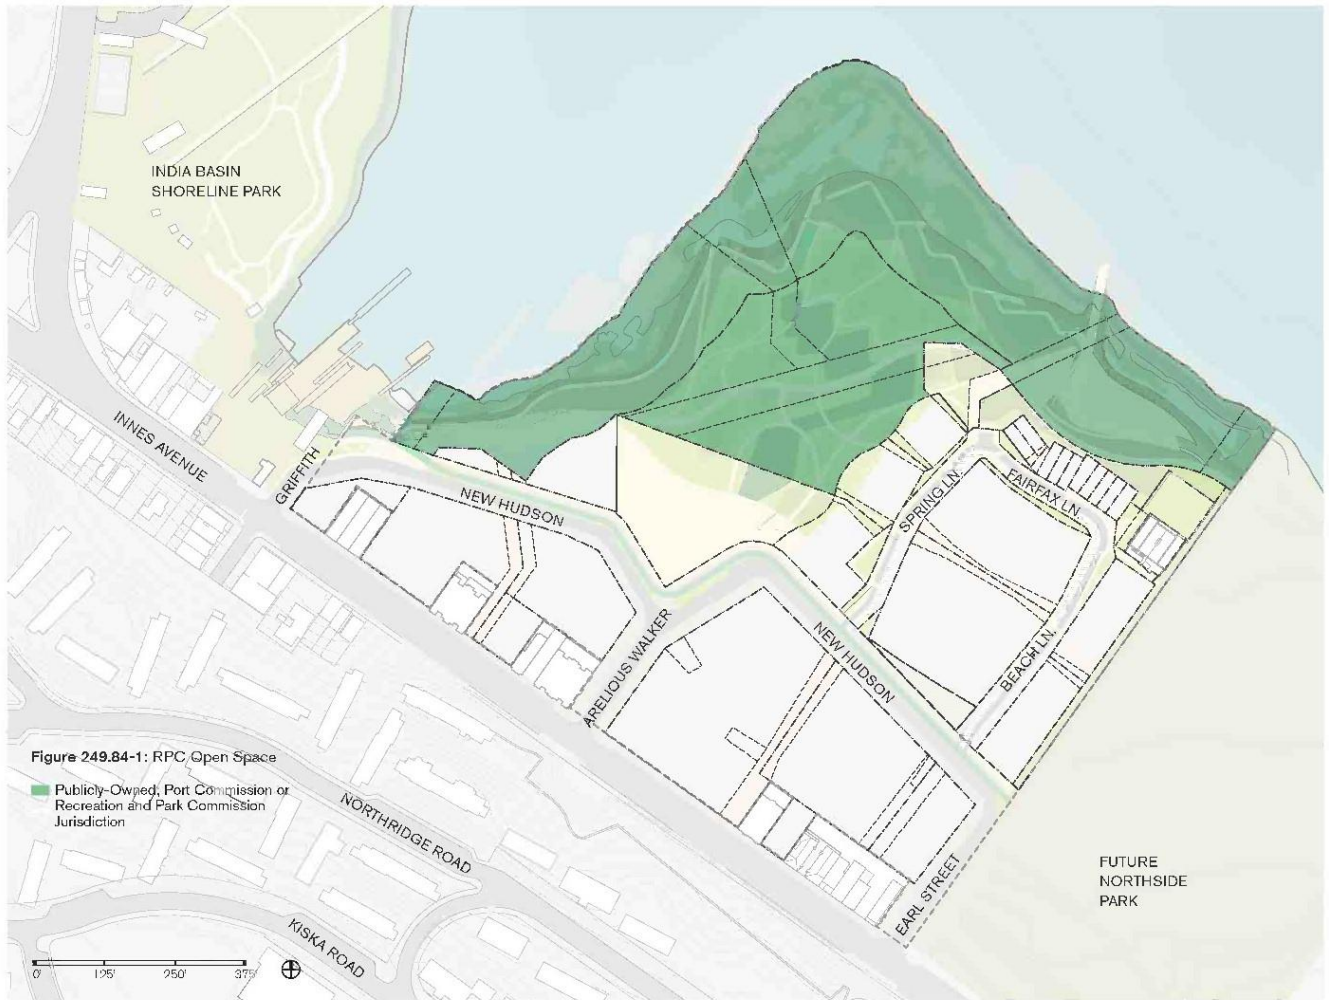 INDIA BASIN
SHORELINE PARK
INNES AVENUE
GRIFFITH
NEW HUDSON
SPRING LN.
FAIRFAX LN
ARELIOUS WALKER
NEW HUDSON
BEACH LN.
Figure 249.84-1: RPC Open Space
Publicly-Owned, Port Commission or
Recreation and Park Commission
Jurisdiction
NORTHRIDGE ROAD
FUTURE
NORTHSIDE
PARK
EARL STREET
KISKA ROAD
0' 125' 250' 375'